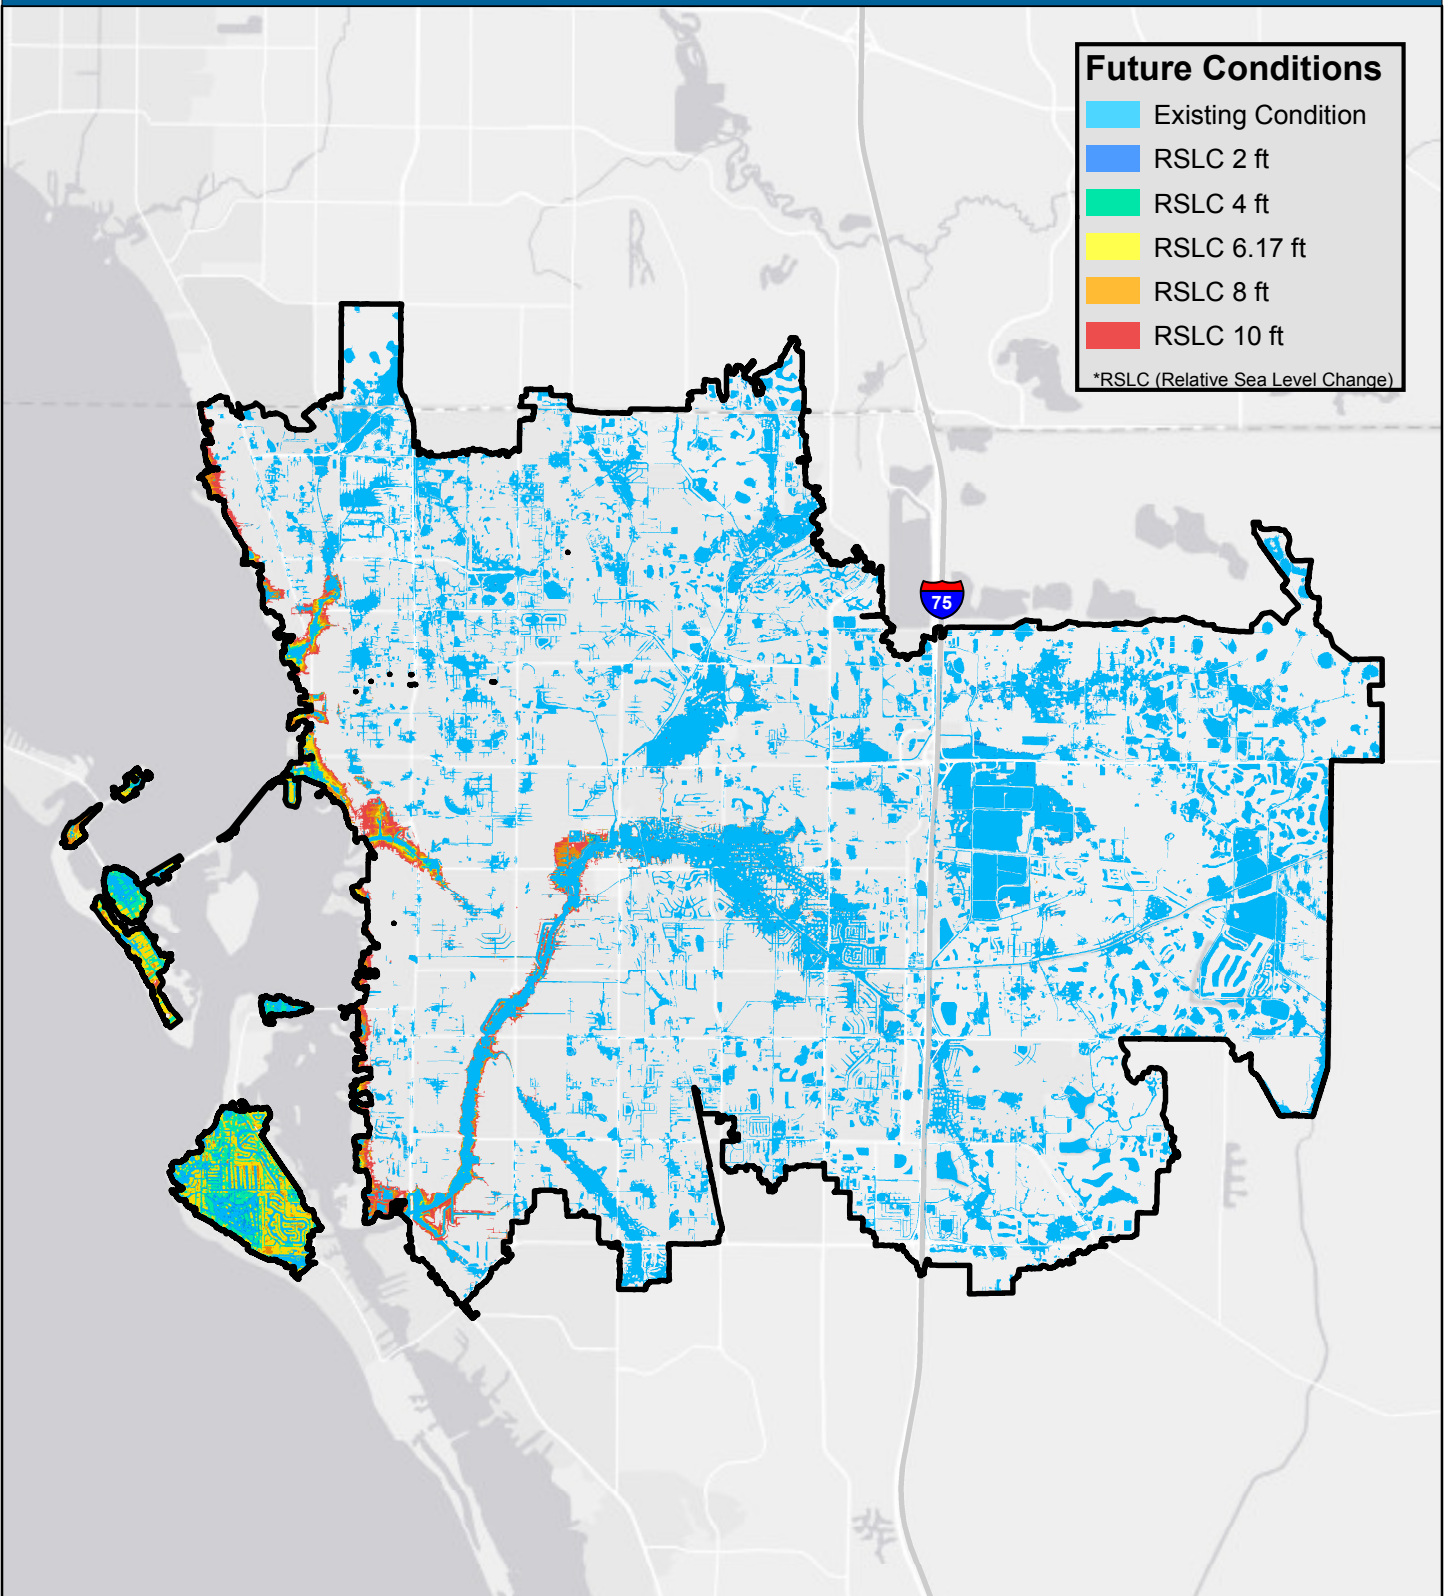 Future Conditions
Existing Condition
RSLC 2 ft
RSLC 4 ft
RSLC 6.17 ft
RSLC 8 ft
RSLC 10 ft
*RSLC (Relative Sea Level Change)
75